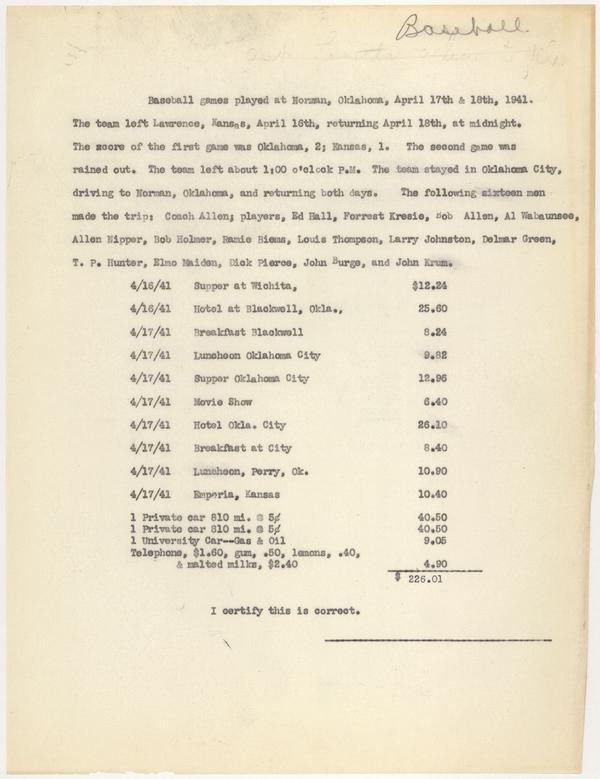 Baseball
Baseball games played at Norman, Oklahoma, April 17th & 18th, 1941.
The team left Lawrence, Kansas, April 16th, returning April 18th, at midnight.
The score of the first game was Oklahoma, 2; Kansas, 1. The second game was
rained out. The team left about 1:00 o'clock P.M. The team stayed in Oklahoma City,
driving to Norman, Oklahoma, and returning both days. The following sixteen men
made the trip: Coach Allen; players, Ed Hall, Forrest Kresie, Bob Allen, Al Wabaunsee,
Allen Nipper, Bob Holmer, Ramie Biems, Louis Thompson, Larry Johnston, Delmar Green,
T. P. Hunter, Elmo Maiden, Dick Pierce, John Burge, and John Krum.
4/16/41 Supper at Wichita, $12.24
4/16/41 Hotel at Blackwell, Okla., 25.60
4/17/41 Breakfast Blackwell 8.24
4/17/41 Luncheon Oklahoma City 9.82
4/17/41 Supper Oklahoma City 12.96
4/17/41 Movie Show 6.40
4/17/41 Hotel Okla. City 26.10
4/17/41 Breakfast at City 8.40
4/17/41 Luncheon, Perry, Ok. 10.90
4/17/41 Emporia, Kansas 10.40
1 Private car 810 mi. @ 5¢ 40.50
1 Private car 810 mi. @ 5¢ 40.50
1 University Car--Gas & Oil 9.05
Telephone, $1.60, gum, .50, lemons, .40,
& malted milks, $2.40 4.90
$ 226.01
I certify this is correct.